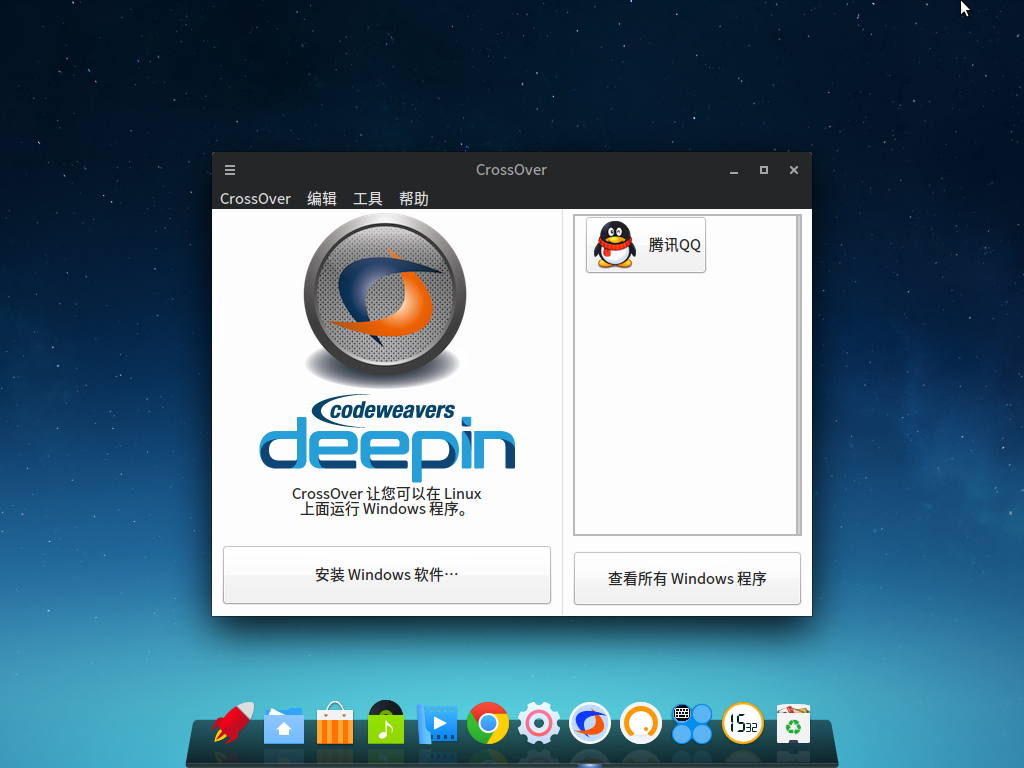 CrossOver
CrossOver 编辑 工具 帮助
腾讯QQ
codeweavers
deepin
CrossOver 让您可以在 Linux
上面运行 Windows 程序。
安装 Windows 软件…
查看所有 Windows 程序
15 32